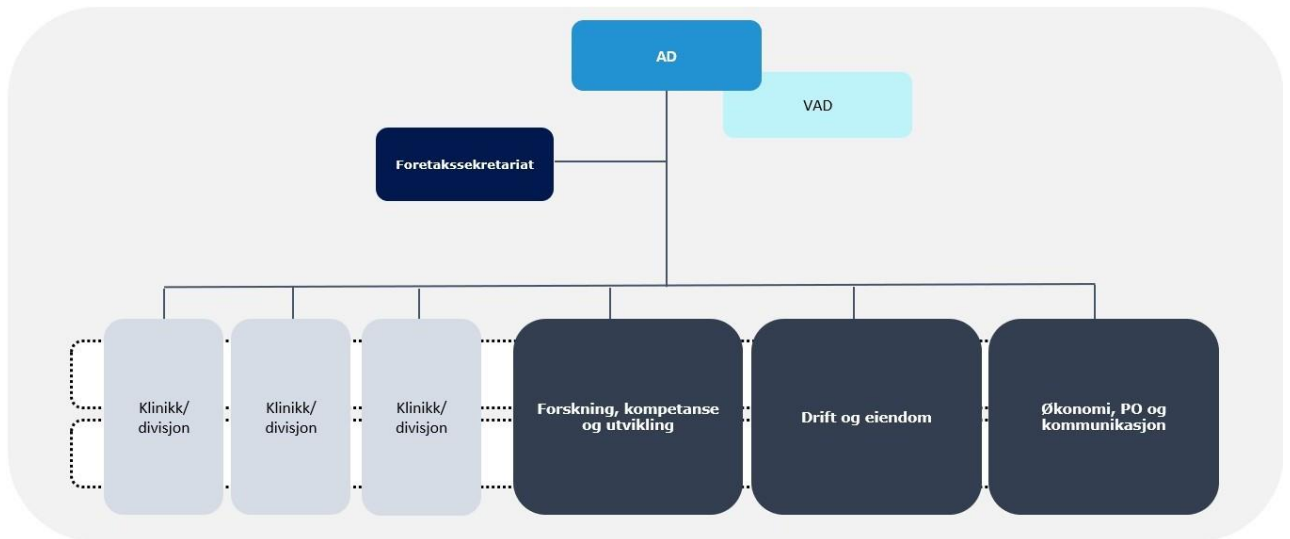 AD
VAD
Foretakssekretariat
Klinikk/
divisjon
Klinikk/
divisjon
Klinikk/
divisjon
Forskning, kompetanse
og utvikling
Drift og eiendom
Økonomi, PO og
kommunikasjon